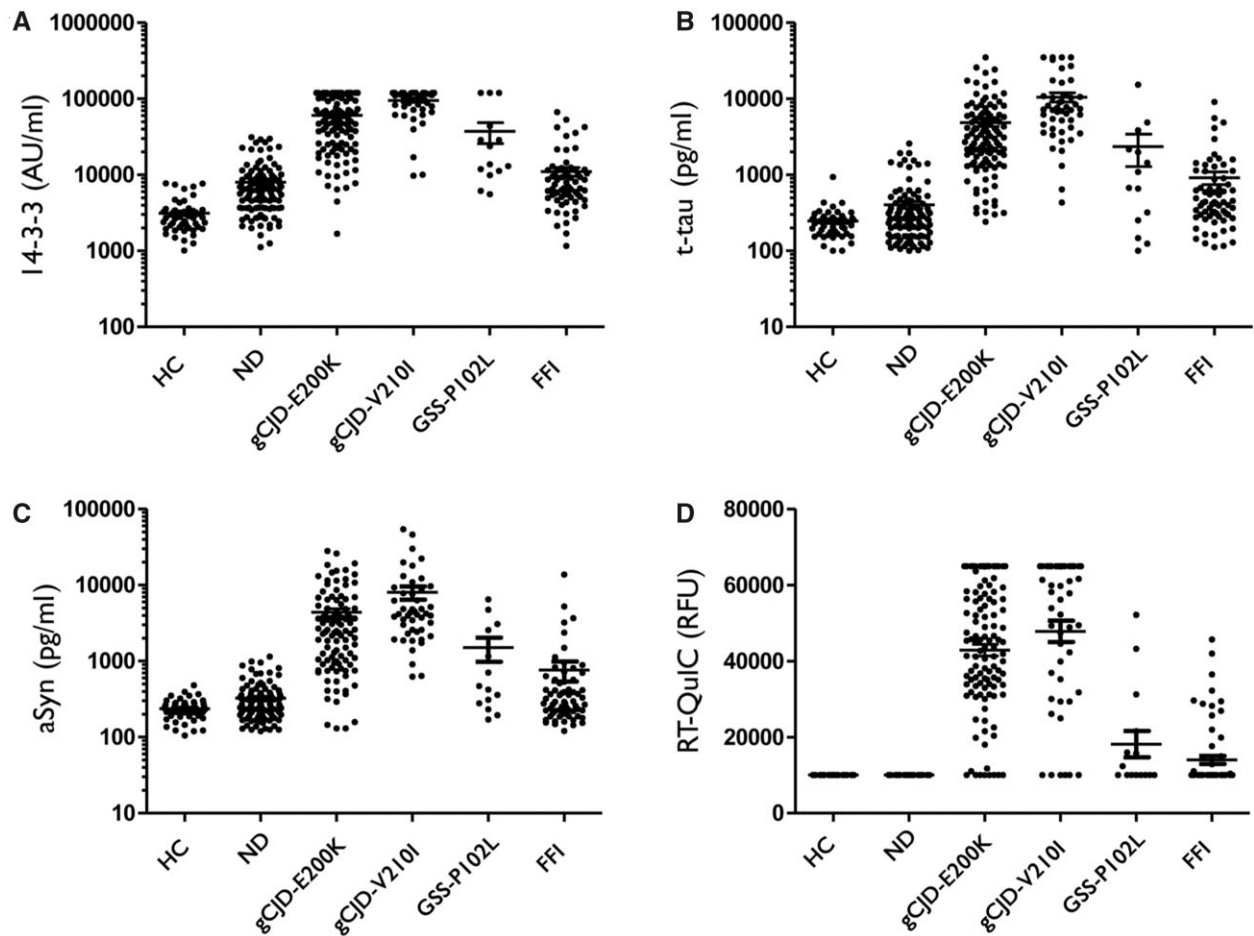 A
1000000
100000
10000
1000
100
14-3-3 (AU/ml)
HC
ND
gCJD-E200K
gCJD-V210I
GSS-P102L
FFI
B
100000
10000
1000
100
10
t-tau (pg/ml)
HC
ND
gCJD-E200K
gCJD-V210I
GSS-P102L
FFI
C
100000
10000
1000
100
10
aSyn (pg/ml)
HC
ND
gCJD-E200K
gCJD-V210I
GSS-P102L
FFI
D
80000
60000
40000
20000
0
RT-QuIC (RFU)
HC
ND
gCJD-E200K
gCJD-V210I
GSS-P102L
FFI